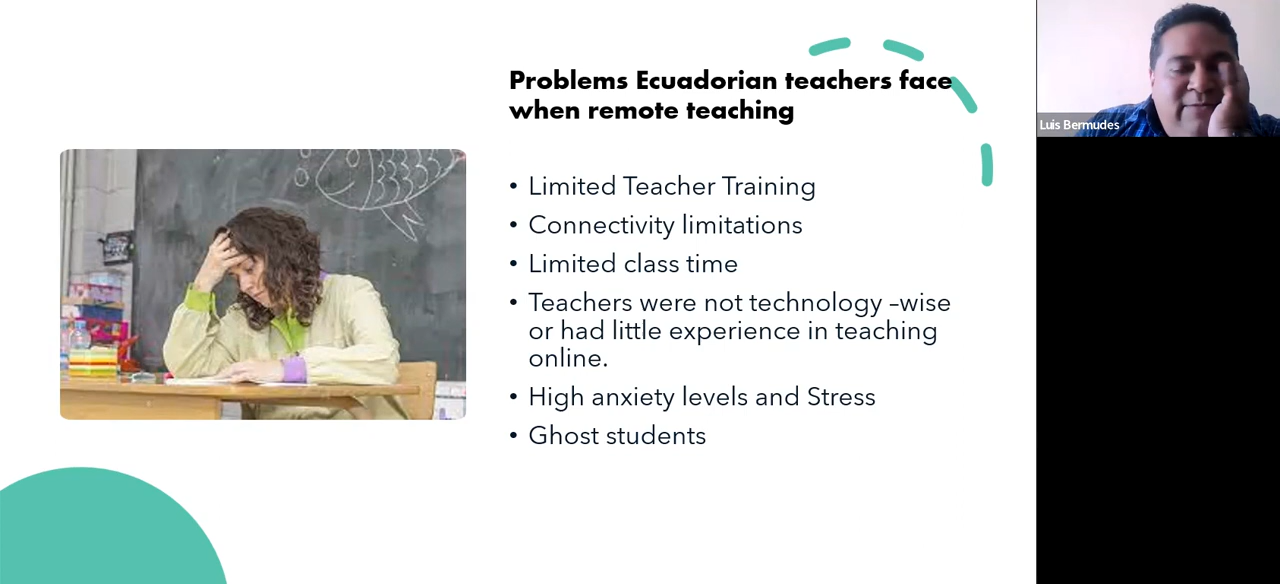 Problems Ecuadorian teachers face
when remote teaching
• Limited Teacher Training
• Connectivity limitations
• Limited class time
• Teachers were not technology –wise
or had little experience in teaching
online.
• High anxiety levels and Stress
• Ghost students
Luis Bermudes